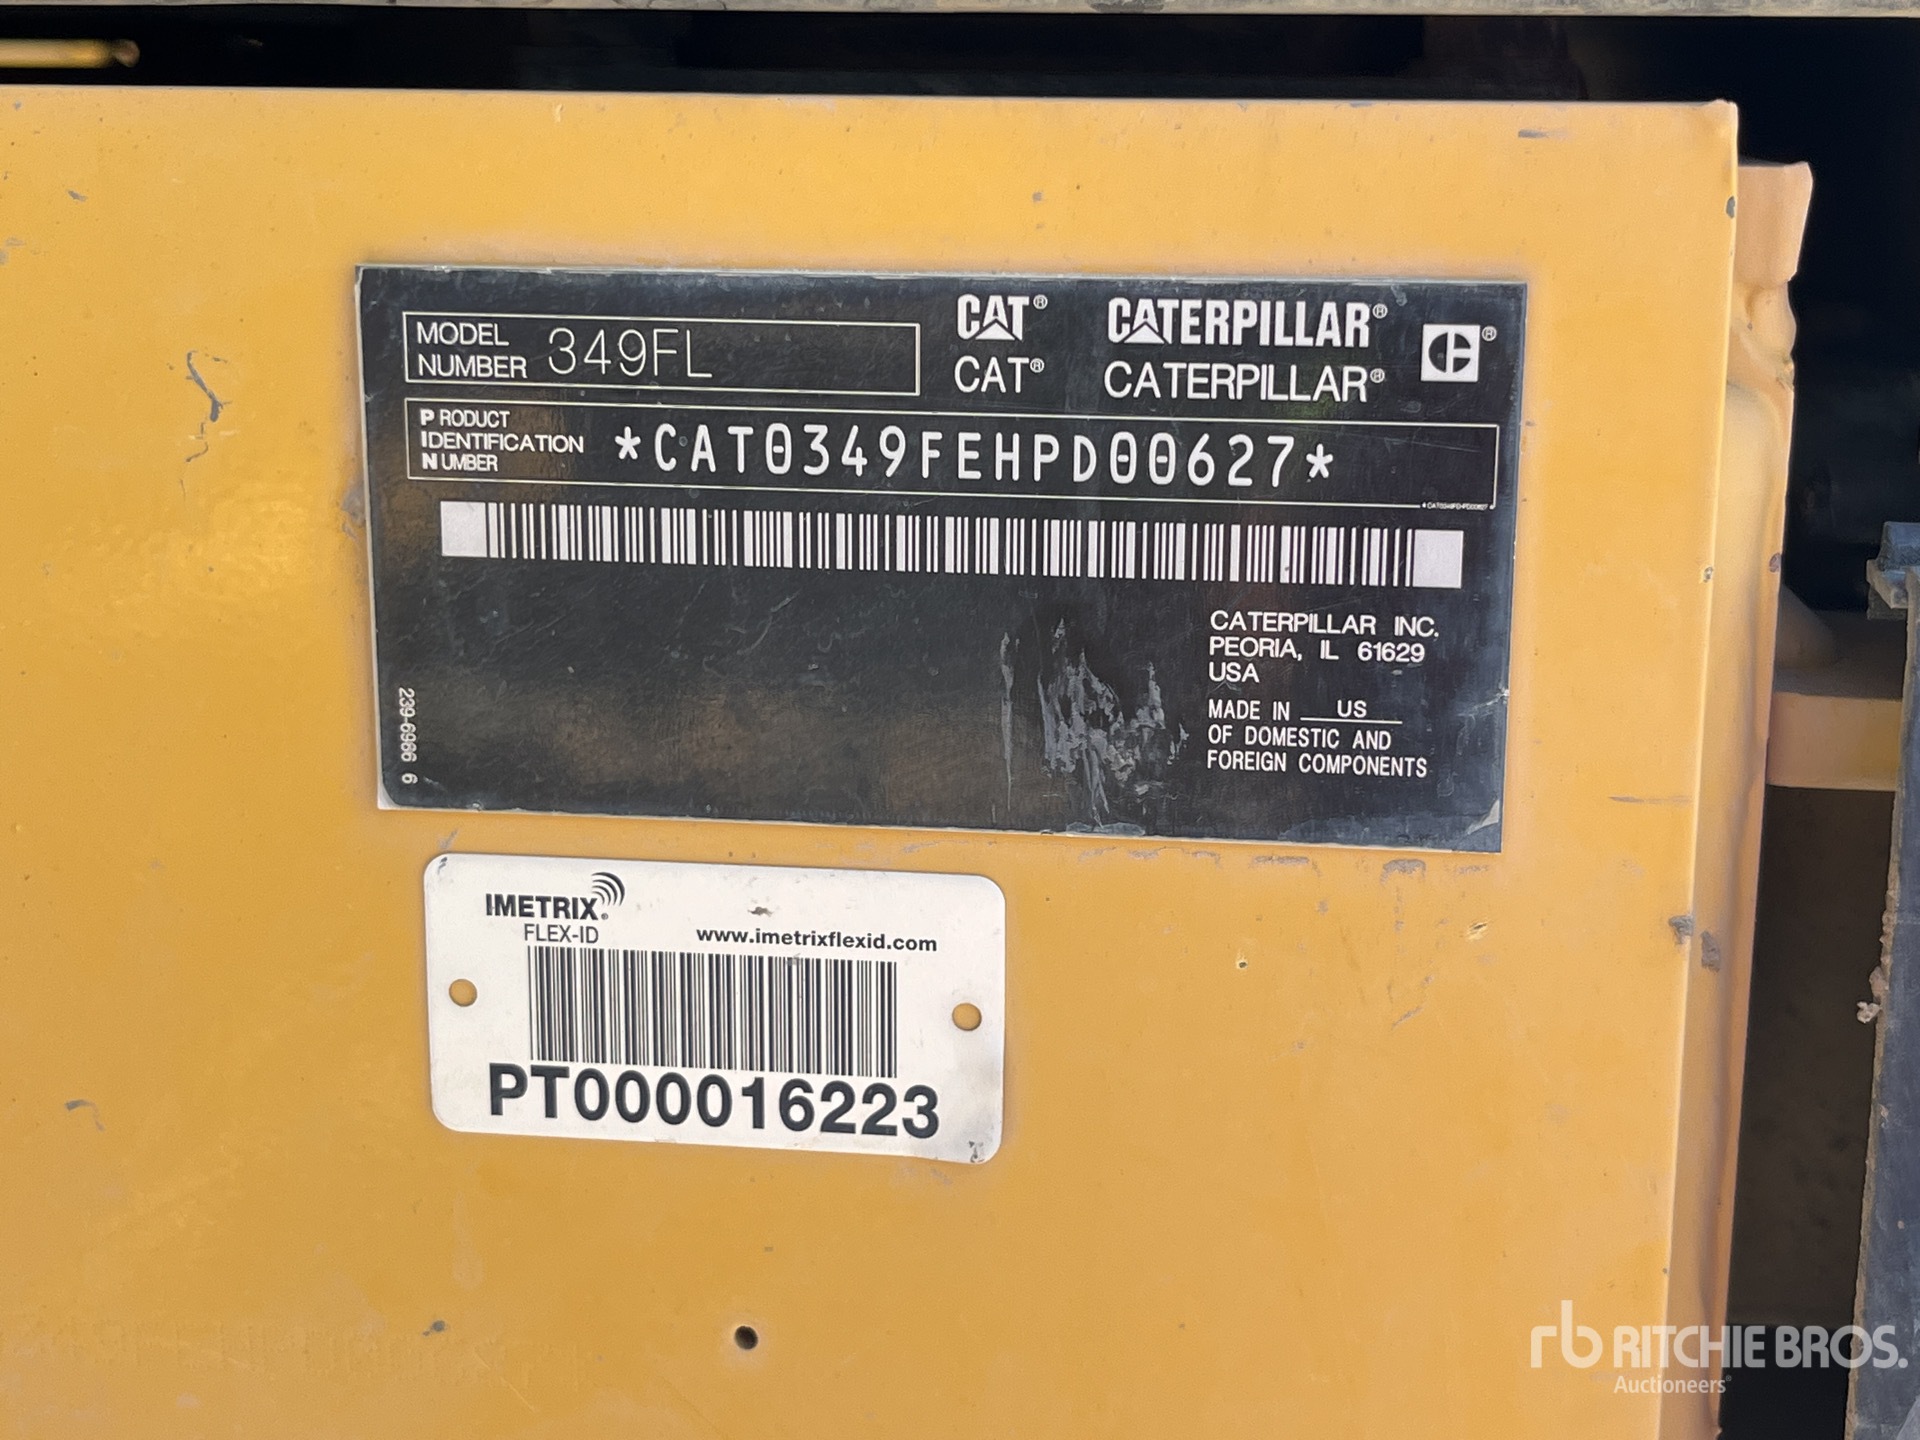 MODEL NUMBER 349FL
CAT® CATERPILLAR®
CAT® CATERPILLAR®
PRODUCT IDENTIFICATION NUMBER *CAT0349FEHPD00627*
CATERPILLAR INC.
PEORIA, IL 61629
USA
MADE IN US
OF DOMESTIC AND
FOREIGN COMPONENTS
239-6966 6
IMETRIX®
FLEX-ID
www.imetrixflexid.com
PT000016223
rb RITCHIE BROS.
Auctioneers®